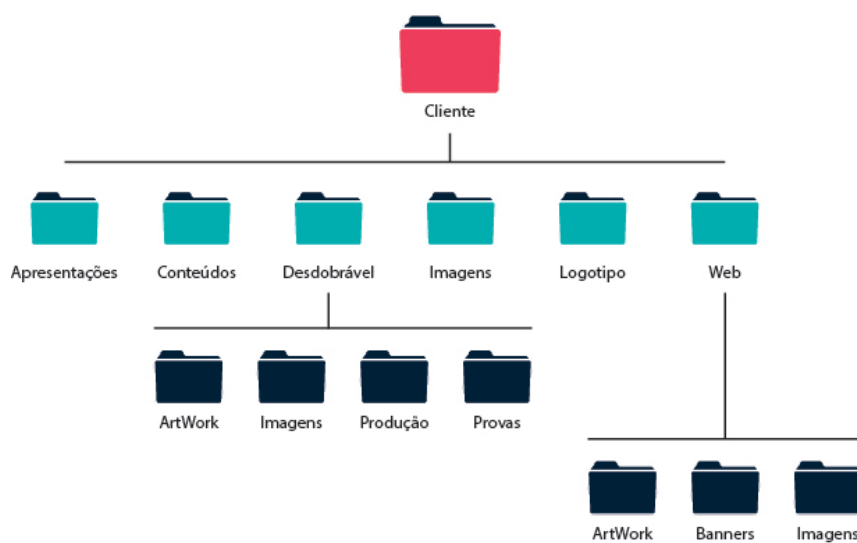 Cliente
Apresentações
Conteúdos
Desdobrável
Imagens
Logotipo
Web
ArtWork
Imagens
Produção
Provas
ArtWork
Banners
Imagens